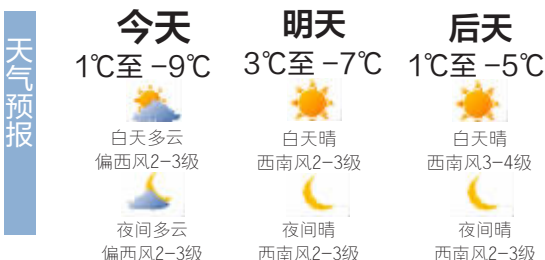 天气预报
今天
1℃至 -9℃
白天多云
偏西风2-3级
夜间多云
偏西风2-3级
明天
3℃至 -7℃
白天晴
西南风2-3级
夜间晴
西南风2-3级
后天
1℃至 -5℃
白天晴
西南风3-4级
夜间晴
西南风2-3级